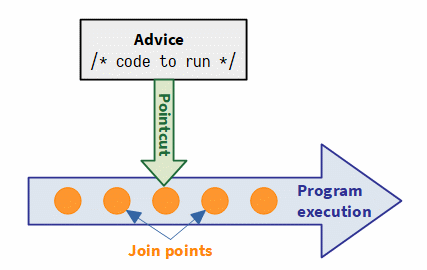 Advice
/* code to run */
Pointcut
Program
execution
Join points